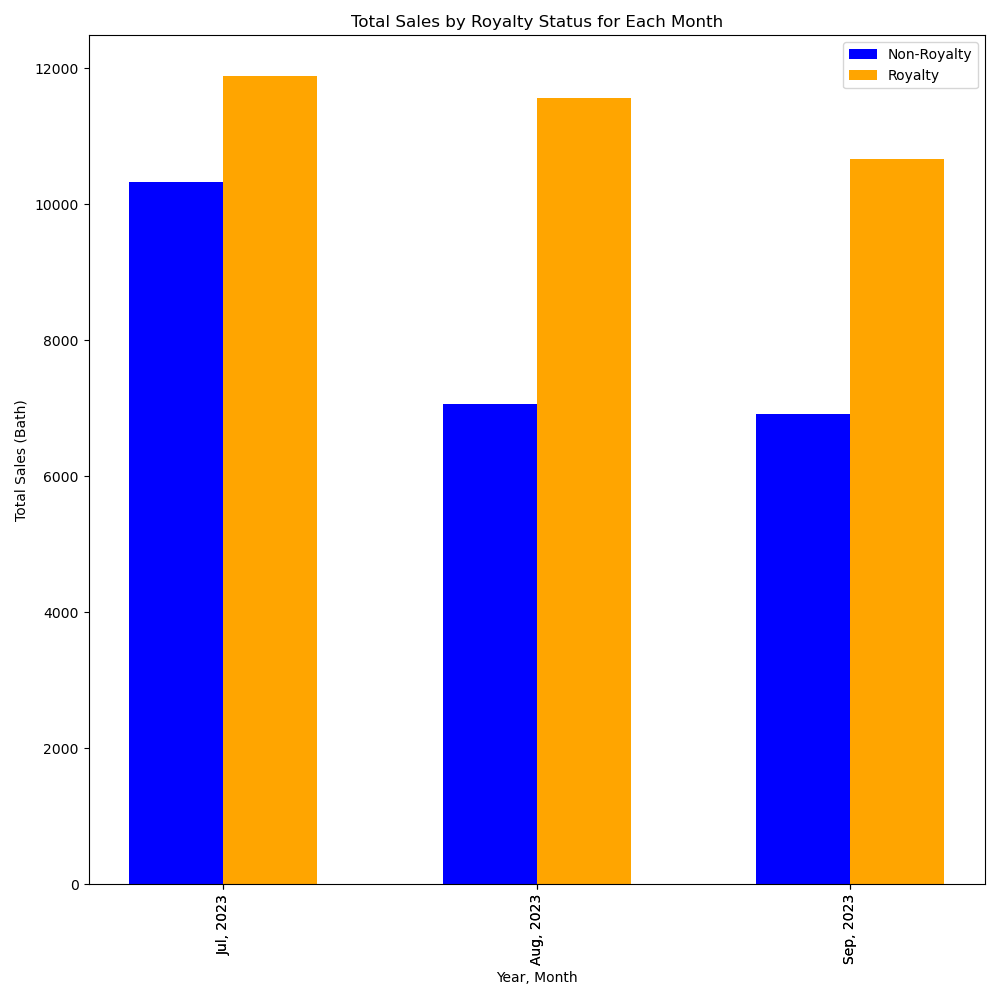 Total Sales by Royalty Status for Each Month
Non-Royalty
Royalty
12000
10000
8000
6000
4000
2000
0
Total Sales (Bath)
Jul, 2023
Aug, 2023
Sep, 2023
Year, Month